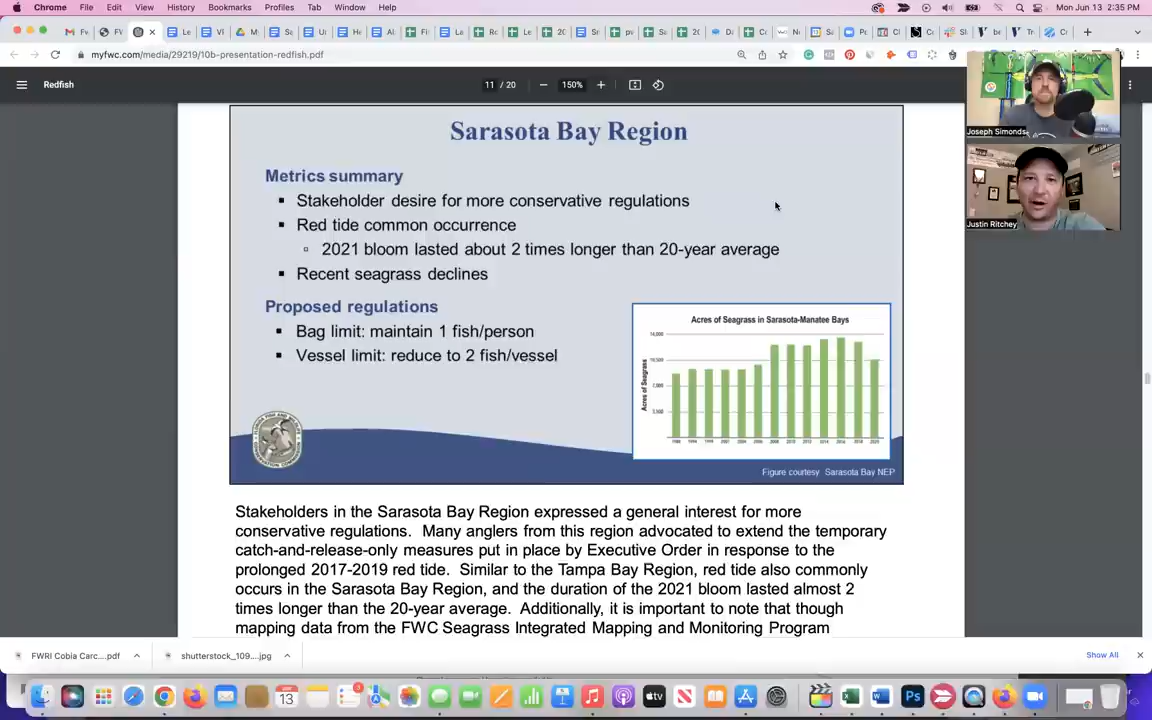 Chrome File Edit View History Bookmarks Profiles Tab Window Help
Mon Jun 13 2:35 PM
myfwc.com/media/29219/10b-presentation-redfish.pdf
Redfish
11 / 20
150%
Joseph Simonds
Justin Ritchey
Sarasota Bay Region
Metrics summary
Stakeholder desire for more conservative regulations
Red tide common occurrence
2021 bloom lasted about 2 times longer than 20-year average
Recent seagrass declines
Proposed regulations
Bag limit: maintain 1 fish/person
Vessel limit: reduce to 2 fish/vessel
Acres of Seagrass in Sarasota-Manatee Bays
Acres of Seagrass
14,000
10,500
3,500
Figure courtesy Sarasota Bay NEP
Stakeholders in the Sarasota Bay Region expressed a general interest for more
conservative regulations. Many anglers from this region advocated to extend the temporary
catch-and-release-only measures put in place by Executive Order in response to the
prolonged 2017-2019 red tide. Similar to the Tampa Bay Region, red tide also commonly
occurs in the Sarasota Bay Region, and the duration of the 2021 bloom lasted almost 2
times longer than the 20-year average. Additionally, it is important to note that though
mapping data from the FWC Seagrass Integrated Mapping and Monitoring Program
FWRI Cobia Carc....pdf
shutterstock_109....jpg
Show All